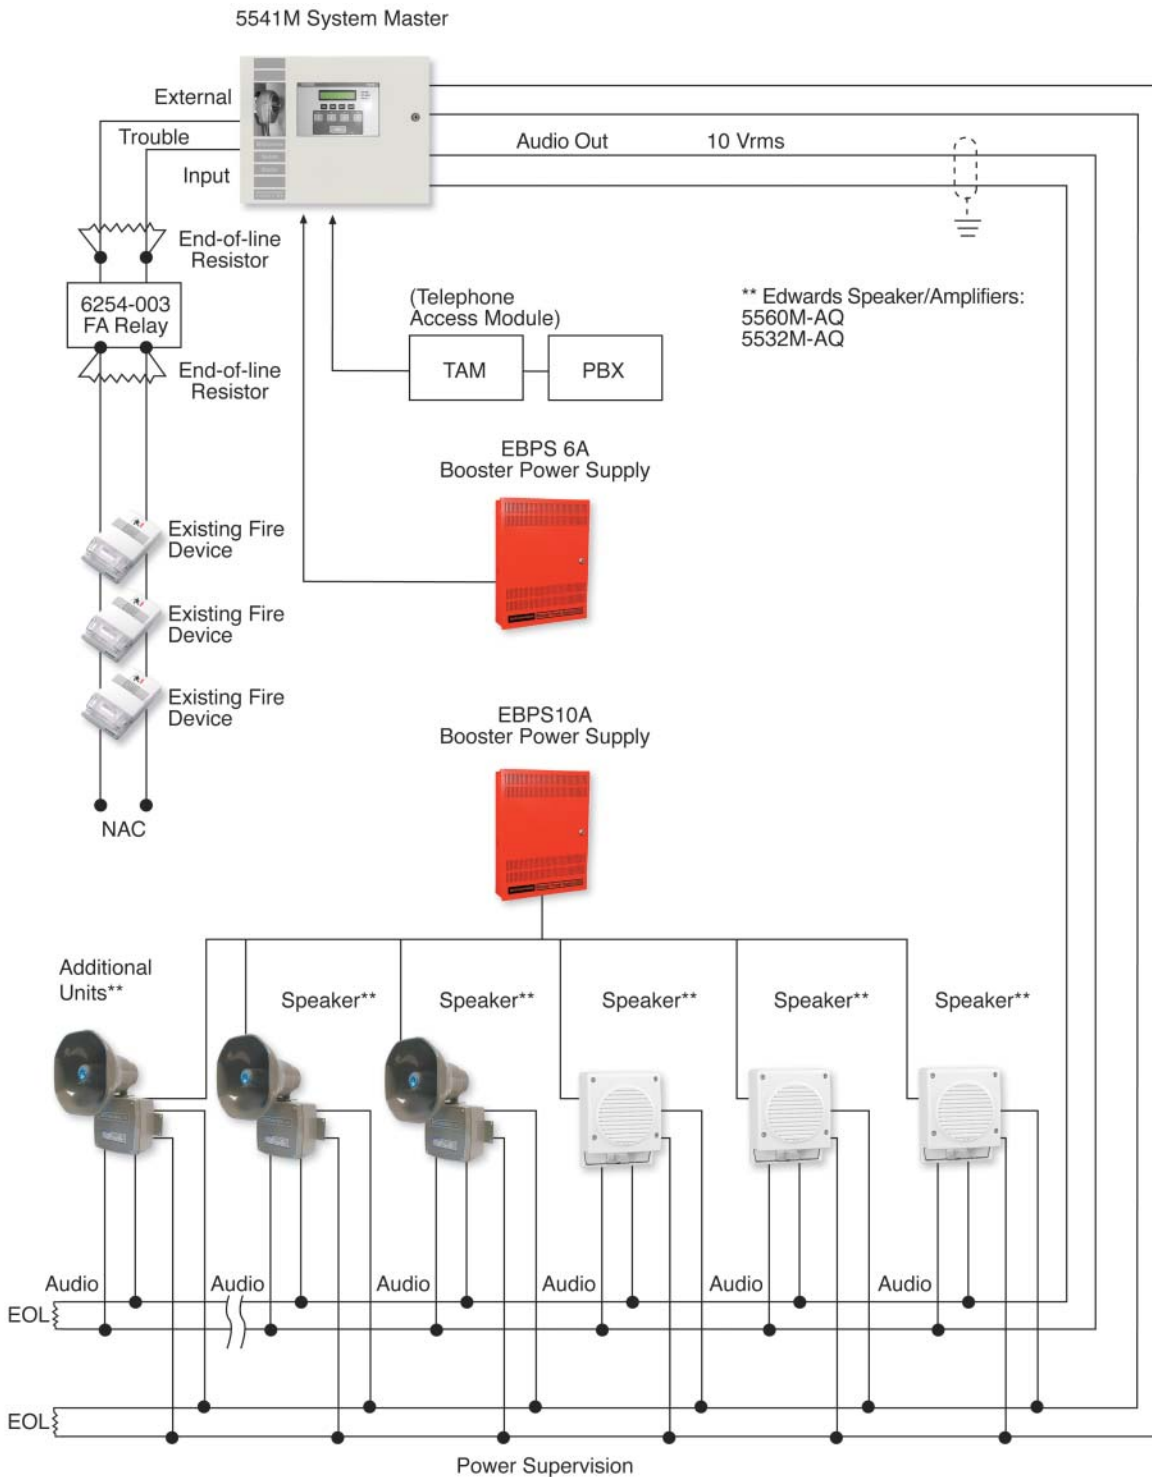 5541M System Master
External
Trouble
Input
Audio Out
10 Vrms
End-of-line
Resistor
6254-003
FA Relay
End-of-line
Resistor
(Telephone
Access Module)
TAM
PBX
** Edwards Speaker/Amplifiers:
5560M-AQ
5532M-AQ
EBPS 6A
Booster Power Supply
Existing Fire
Device
Existing Fire
Device
Existing Fire
Device
NAC
EBPS10A
Booster Power Supply
Additional
Units**
Speaker**
Speaker**
Speaker**
Speaker**
Speaker**
Audio
Audio
Audio
Audio
Audio
Audio
EOL
EOL
Power Supervision